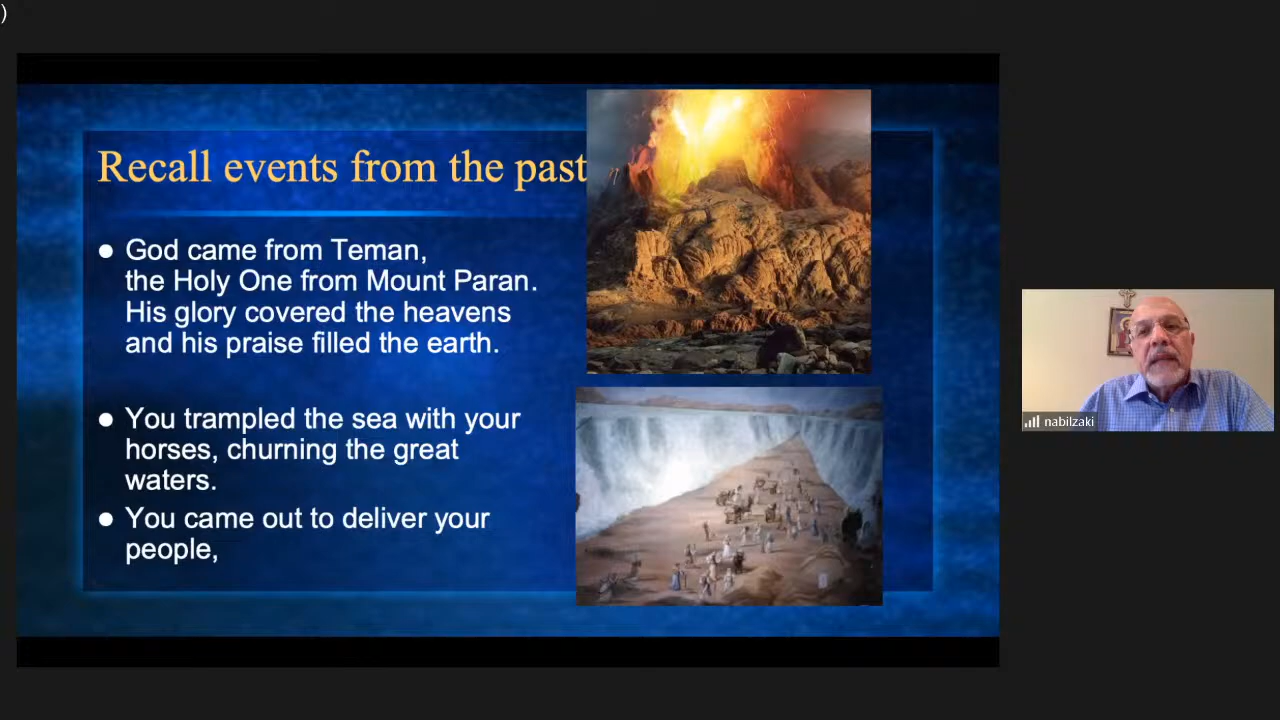 )
Recall events from the past
God came from Teman,
the Holy One from Mount Paran.
His glory covered the heavens
and his praise filled the earth.
You trampled the sea with your
horses, churning the great
waters.
You came out to deliver your
people,
nabilzaki